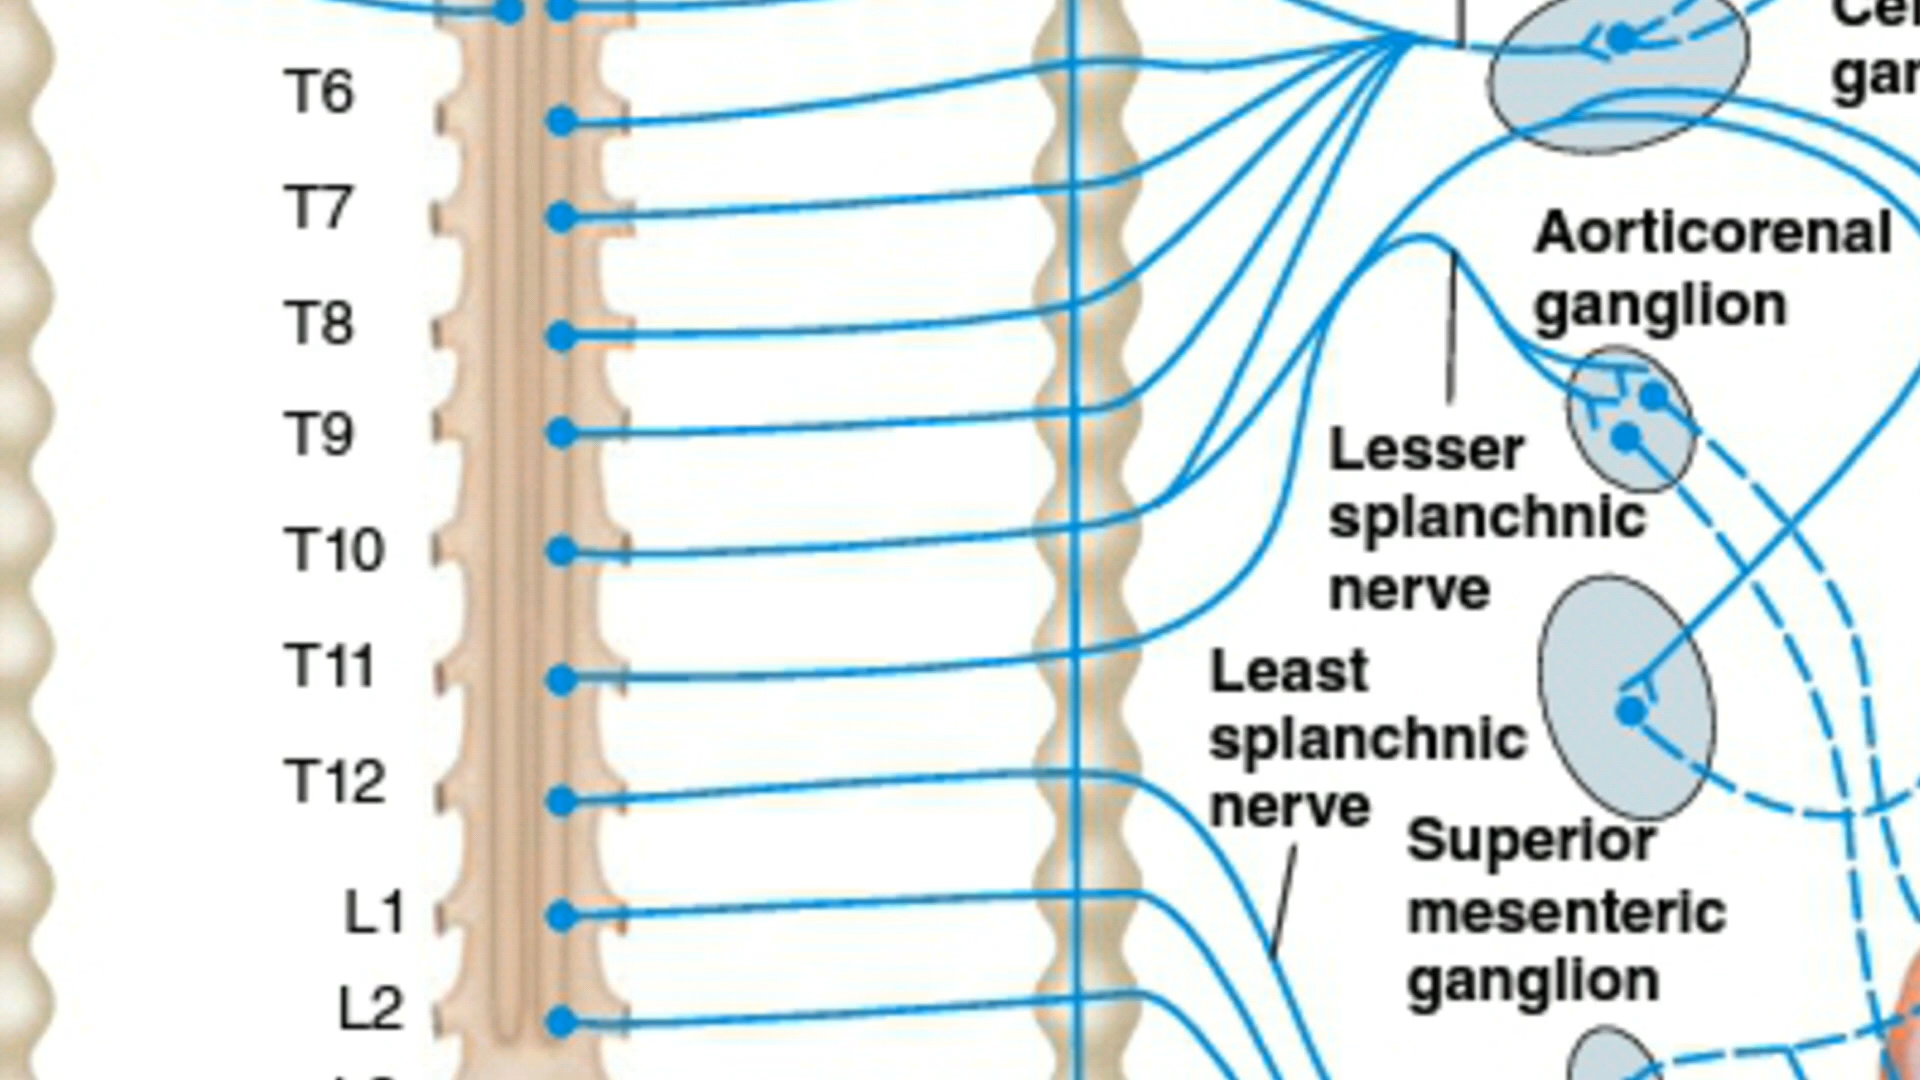 T6
T7
T8
T9
T10
T11
T12
L1
L2
Aorticorenal
ganglion
Lesser
splanchnic
nerve
Least
splanchnic
nerve
Superior
mesenteric
ganglion